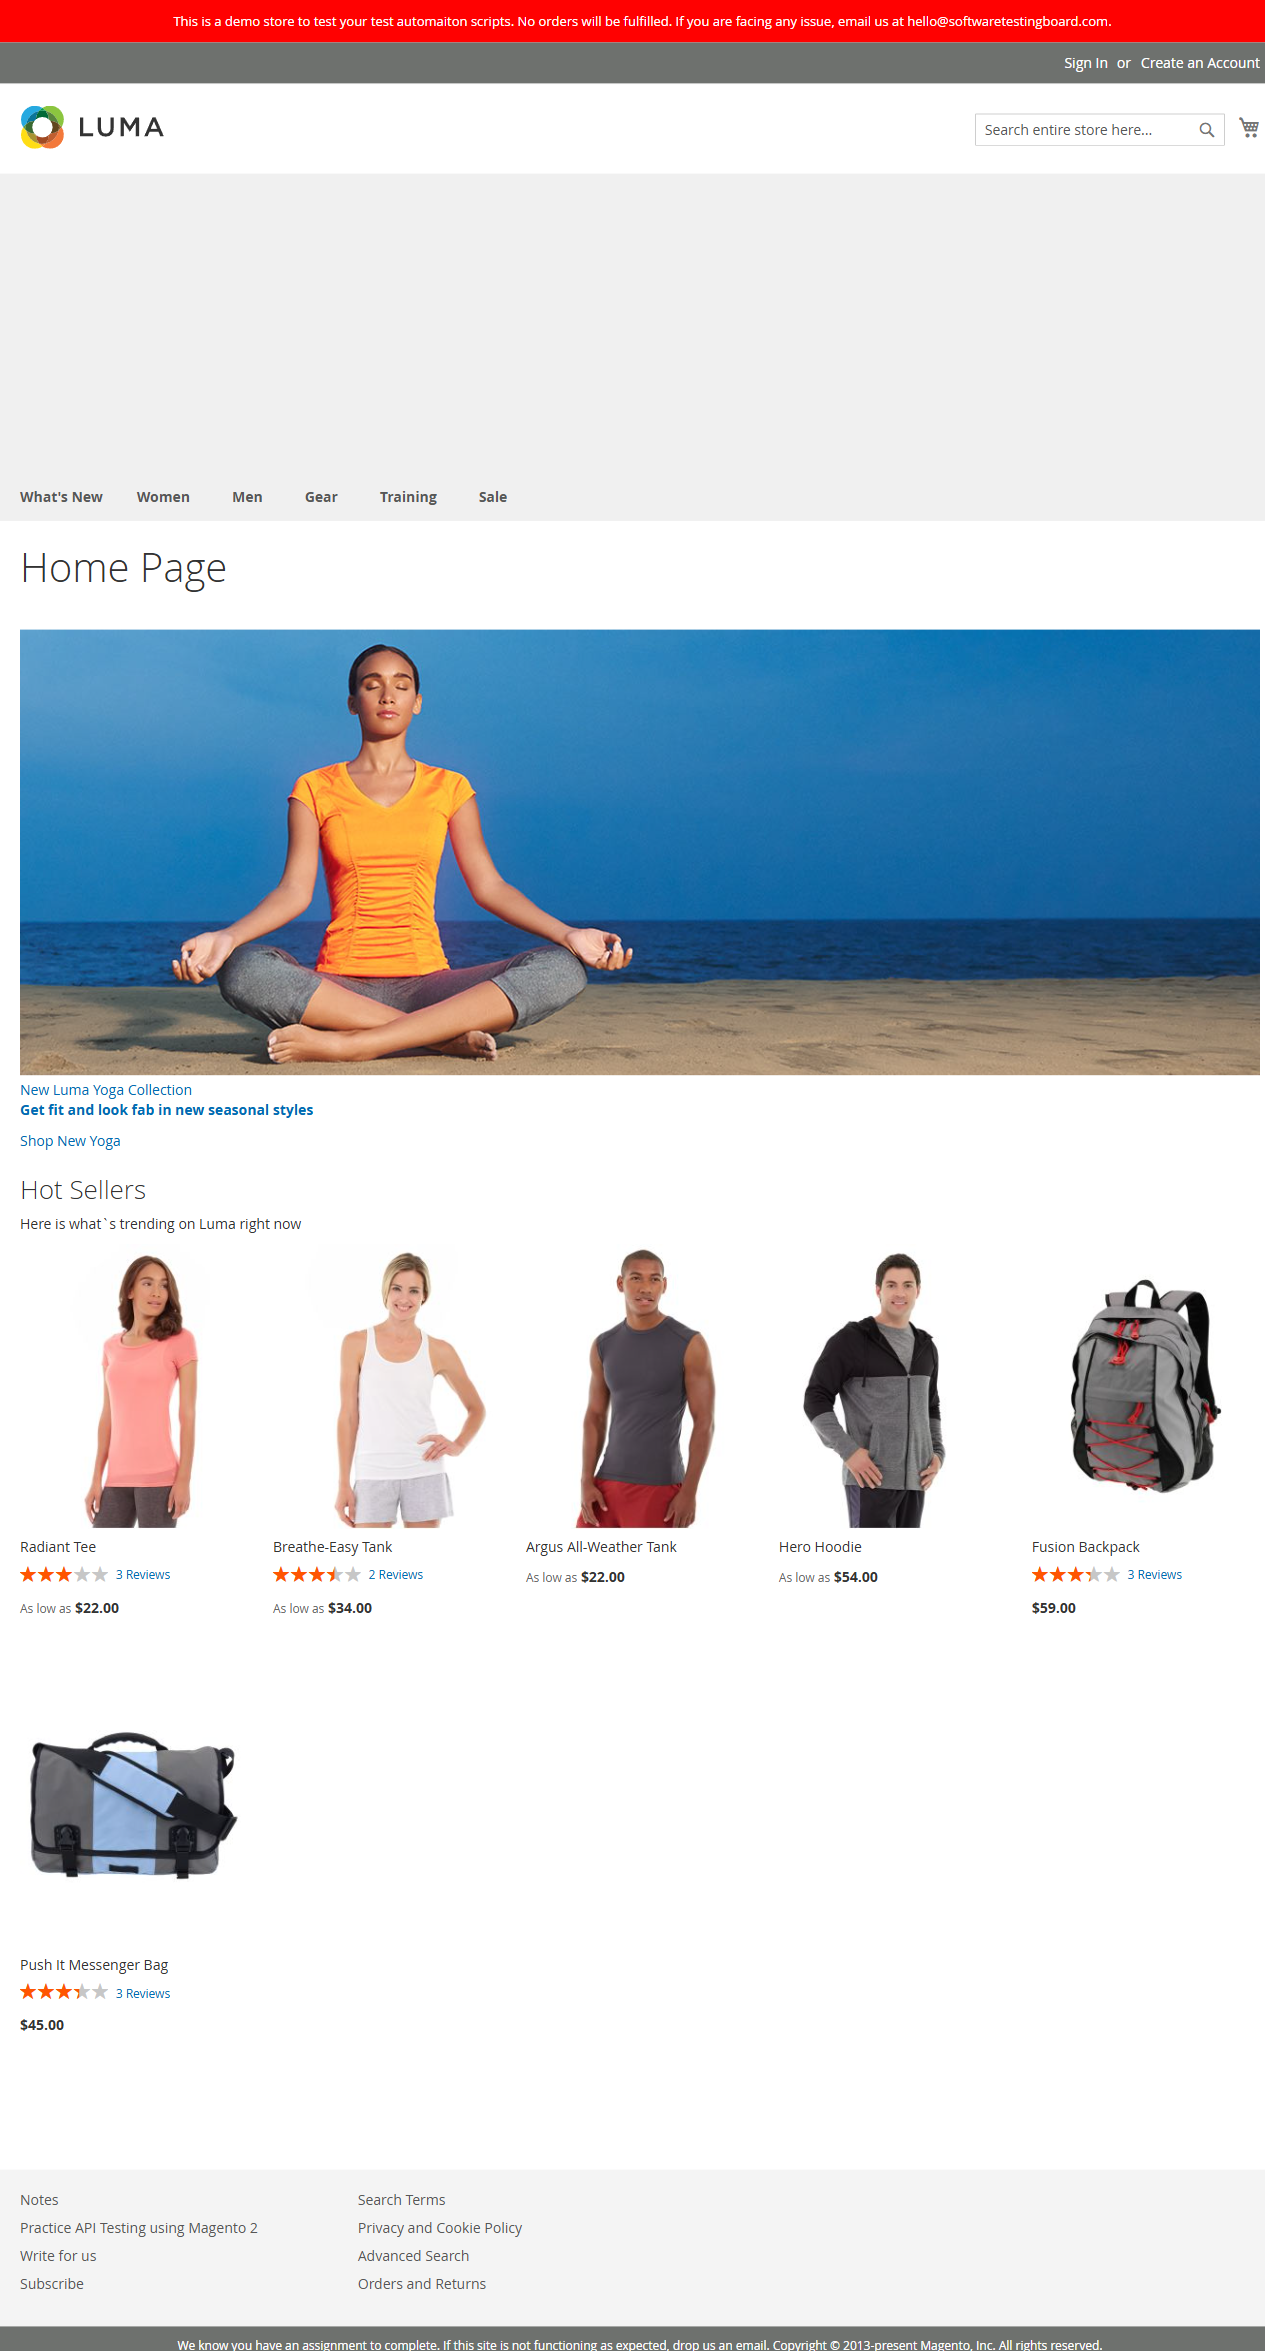 This is a demo store to test your test automaiton scripts. No orders will be fulfilled. If you are facing any issue, email us at hello@softwaretestingboard.com.
Sign In or Create an Account
LUMA
Search entire store here...
What's New Women Men Gear Training Sale
Home Page
New Luma Yoga Collection
Get fit and look fab in new seasonal styles
Shop New Yoga
Hot Sellers
Here is what`s trending on Luma right now
Radiant Tee
3 Reviews
As low as $22.00
Breathe-Easy Tank
2 Reviews
As low as $34.00
Argus All-Weather Tank
As low as $22.00
Hero Hoodie
As low as $54.00
Fusion Backpack
3 Reviews
$59.00
Push It Messenger Bag
3 Reviews
$45.00
Notes
Practice API Testing using Magento 2
Write for us
Subscribe
Search Terms
Privacy and Cookie Policy
Advanced Search
Orders and Returns
We know you have an assignment to complete. If this site is not functioning as expected, drop us an email. Copyright © 2013-present Magento, Inc. All rights reserved.